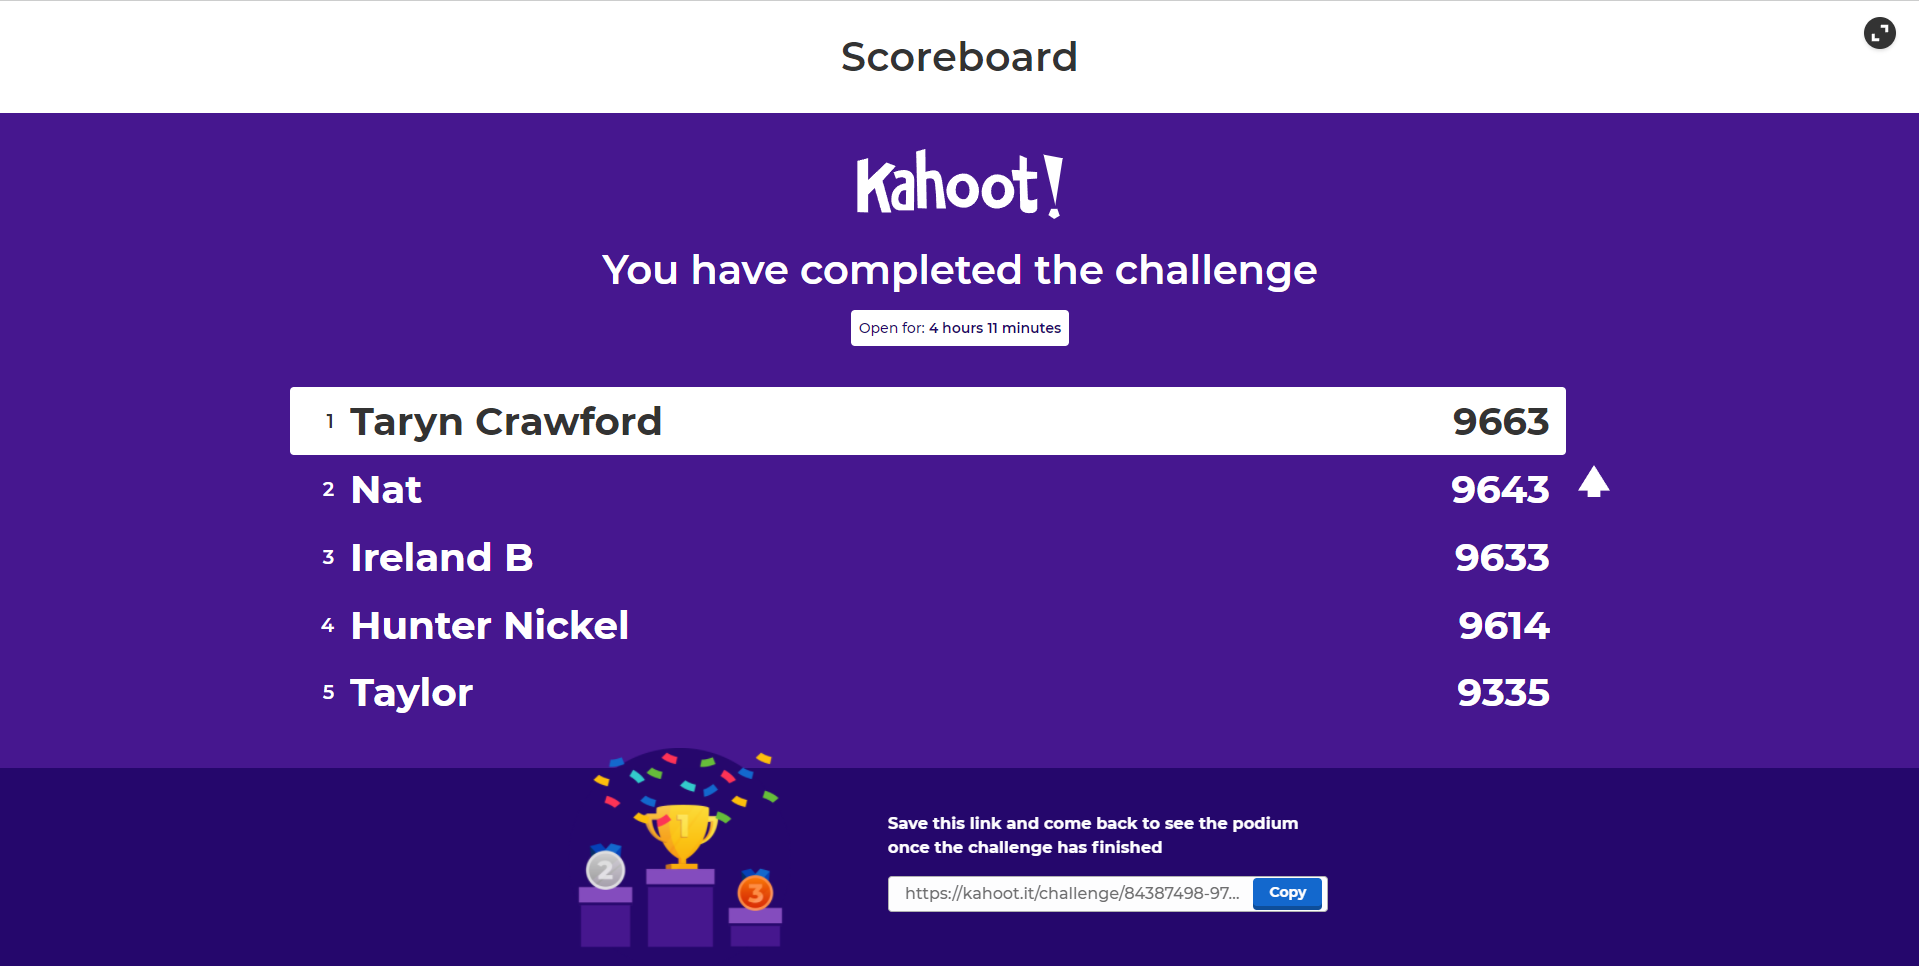 Scoreboard
Kahoot!
You have completed the challenge
Open for: 4 hours 11 minutes
1 Taryn Crawford 9663
2 Nat 9643
3 Ireland B 9633
4 Hunter Nickel 9614
5 Taylor 9335
1
2
3
Save this link and come back to see the podium
once the challenge has finished
https://kahoot.it/challenge/84387498-97... Copy